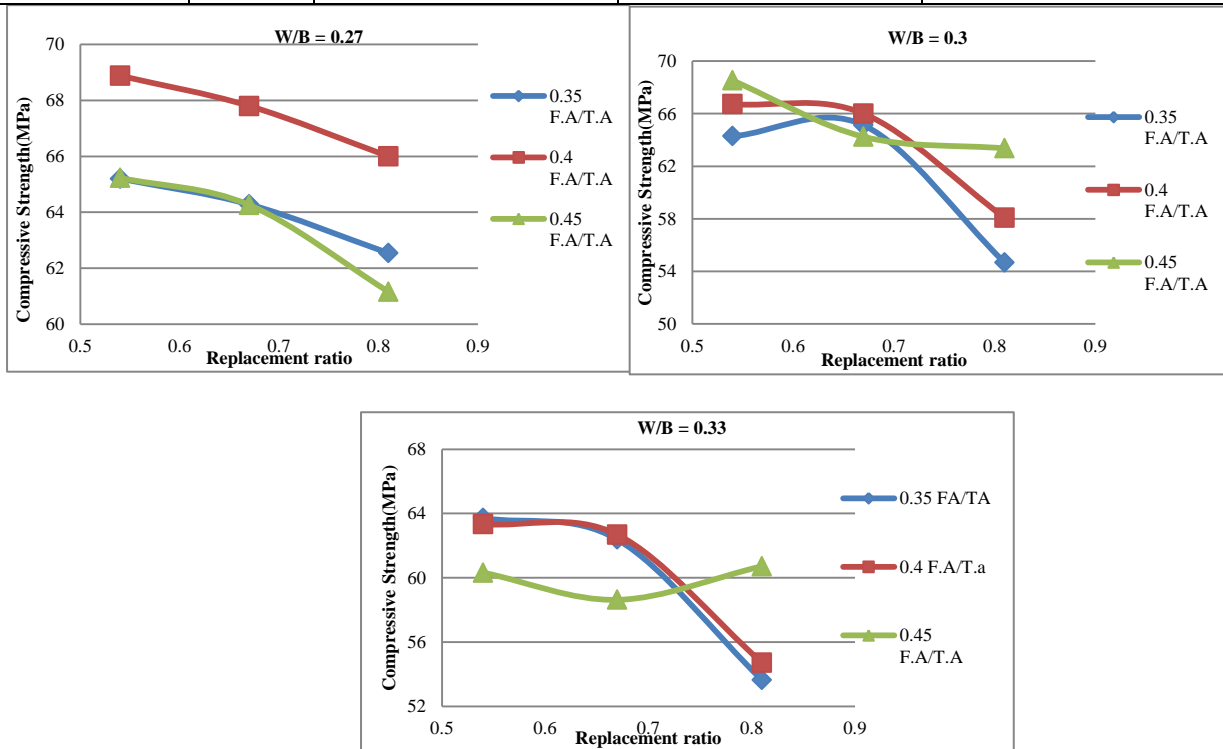 W/B = 0.27
70
68
66
64
62
60
0.5
0.6
0.7
0.8
0.9
Compressive Strength(MPa)
Replacement ratio
0.35
F.A/T.A
0.4
F.A/T.A
0.45
F.A/T.A
W/B = 0.3
70
66
62
58
54
50
0.5
0.6
0.7
0.8
0.9
Compressive Strength(MPa)
Replacement ratio
0.35
F.A/T.A
0.4
F.A/T.A
0.45
F.A/T.A
W/B = 0.33
68
64
60
56
52
0.5
0.6
0.7
0.8
0.9
Compressive Strength(MPa)
Replacement ratio
0.35 FA/TA
0.4 F.A/T.a
0.45
F.A/T.A